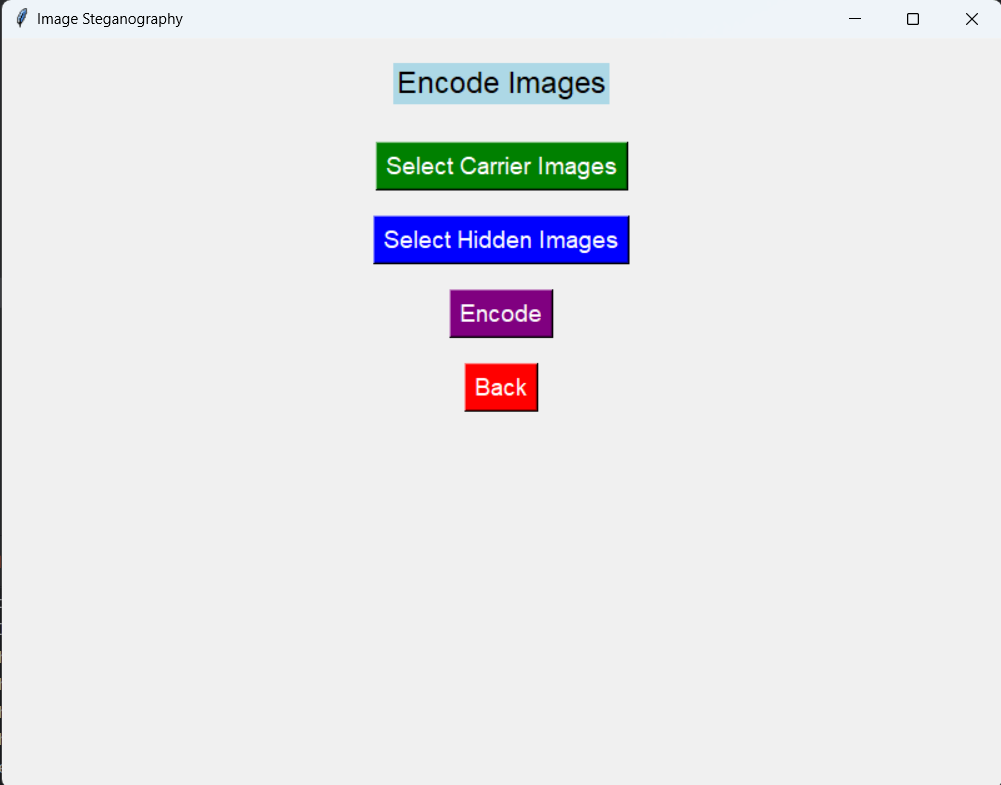 Image Steganography
Encode Images
Select Carrier Images
Select Hidden Images
Encode
Back